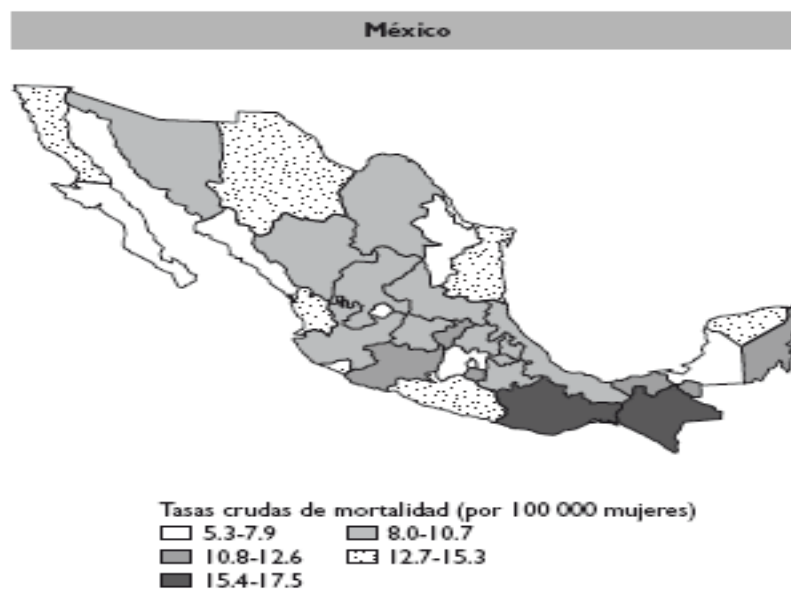 México
Tasas crudas de mortalidad (por 100 000 mujeres)
5.3-7.9 8.0-10.7
10.8-12.6 12.7-15.3
15.4-17.5